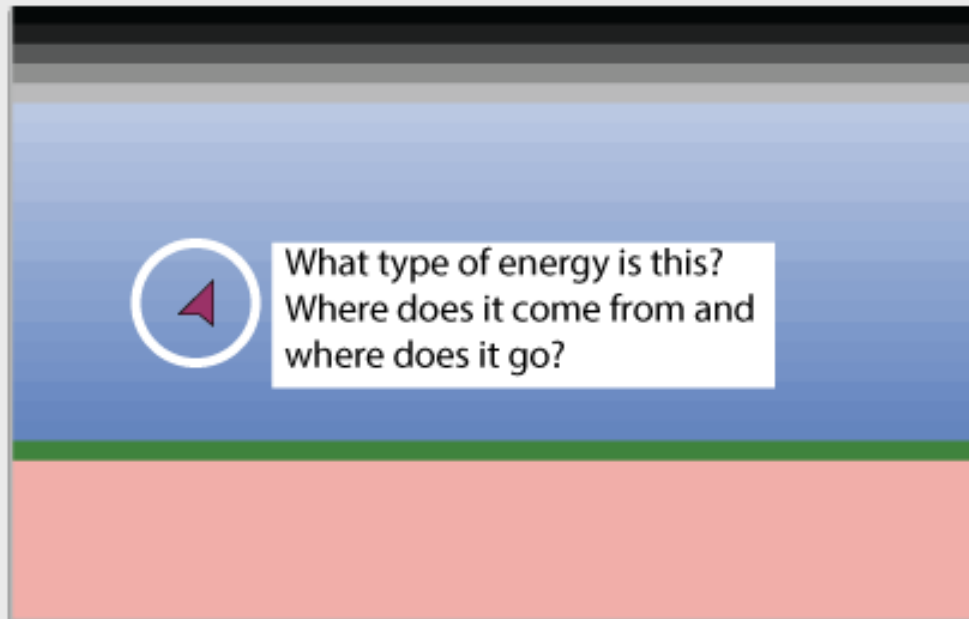 What type of energy is this?
Where does it come from and
where does it go?